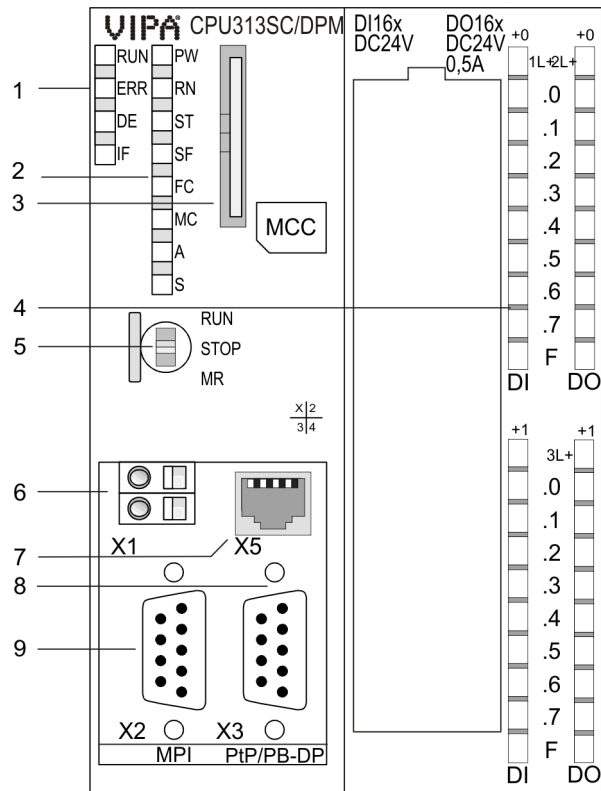 VIPA CPU313SC/DPM
DI16x DC24V
DO16x DC24V 0,5A
+0 +0
1L+2L+
RUN PW
ERR RN
DE ST
IF SF
FC
MC
A
S
1
2
3
MCC
4
RUN
5 STOP
MR
X 2
3 4
.0
.1
.2
.3
.4
.5
.6
.7
F
DI DO
+1 +1
3L+
.0
.1
.2
.3
.4
.5
.6
.7
F
DI DO
6
X1 X5
7
8
9
X2 X3
MPI PtP/PB-DP